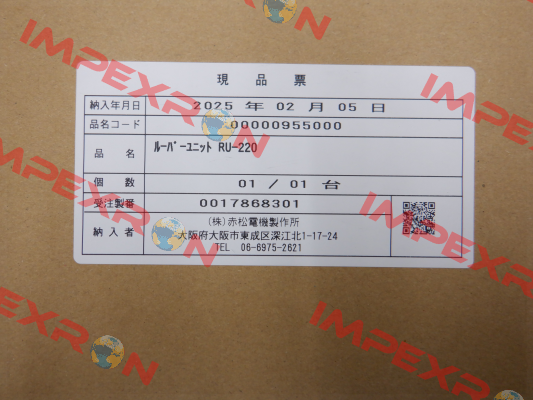 現品票
納入年月日 2025 年 02 月 05 日
品名コード 00000955000
品名 ﾙｰﾊﾞｰユニット RU-220
個数 01 / 01 台
受注製番 0017868301
納入者 (株)赤松電機製作所
大阪府大阪市東成区深江北1-17-24
TEL 06-6975-2621
IMPEXRON
IMPEXRON
IMPEXRON
IMPEXRON
IMPEXRON
IMPEXRON